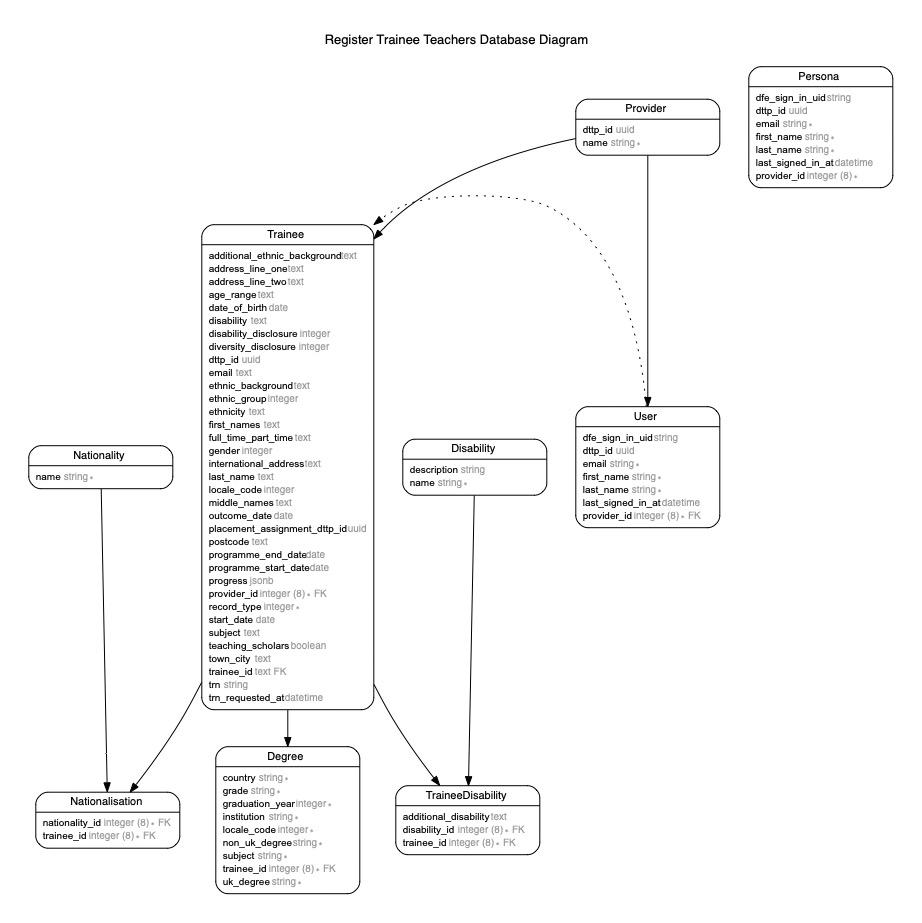 Register Trainee Teachers Database Diagram
Persona
dfe_sign_in_uid string
dttp_id uuid
email string *
first_name string *
last_name string *
last_signed_in_at datetime
provider_id integer (8) *
Provider
dttp_id uuid
name string *
Trainee
additional_ethnic_background text
address_line_one text
address_line_two text
age_range text
date_of_birth date
disability text
disability_disclosure integer
diversity_disclosure integer
dttp_id uuid
email text
ethnic_background text
ethnic_group integer
ethnicity text
first_names text
full_time_part_time text
gender integer
international_address text
last_name text
locale_code integer
middle_names text
outcome_date date
placement_assignment_dttp_id uuid
postcode text
programme_end_date date
programme_start_date date
progress jsonb
provider_id integer (8) * FK
record_type integer *
start_date date
subject text
teaching_scholars boolean
town_city text
trainee_id text FK
trn string
trn_requested_at datetime
User
dfe_sign_in_uid string
dttp_id uuid
email string *
first_name string *
last_name string *
last_signed_in_at datetime
provider_id integer (8) * FK
Disability
description string
name string *
Nationality
name string *
Nationalisation
nationality_id integer (8) * FK
trainee_id integer (8) * FK
Degree
country string *
grade string *
graduation_year integer *
institution string *
locale_code integer *
non_uk_degree string *
subject string *
trainee_id integer (8) * FK
uk_degree string *
TraineeDisability
additional_disability text
disability_id integer (8) * FK
trainee_id integer (8) * FK